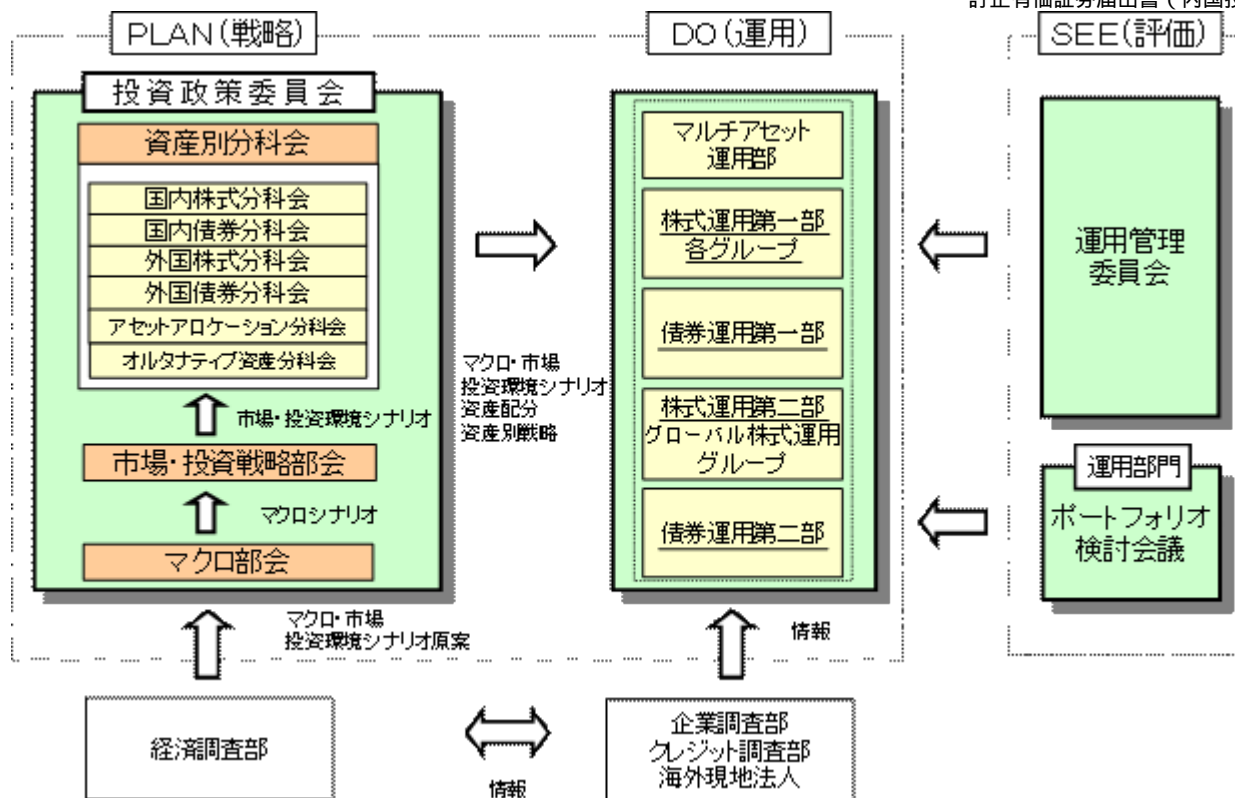 訂正有価証券届出書(内国投
PLAN(戦略)
投資政策委員会
資産別分科会
国内株式分科会
国内債券分科会
外国株式分科会
外国債券分科会
アセットアロケーション分科会
オルタナティブ資産分科会
市場・投資環境シナリオ
市場・投資戦略部会
マクロシナリオ
マクロ部会
マクロ・市場
投資環境シナリオ原案
経済調査部
マクロ・市場
投資環境シナリオ
資産配分
資産別戦略
DO(運用)
マルチアセット
運用部
株式運用第一部
各グループ
債券運用第一部
株式運用第二部
グローバル株式運用
グループ
債券運用第二部
情報
情報
企業調査部
クレジット調査部
海外現地法人
SEE(評価)
運用管理
委員会
運用部門
ポートフォリオ
検討会議